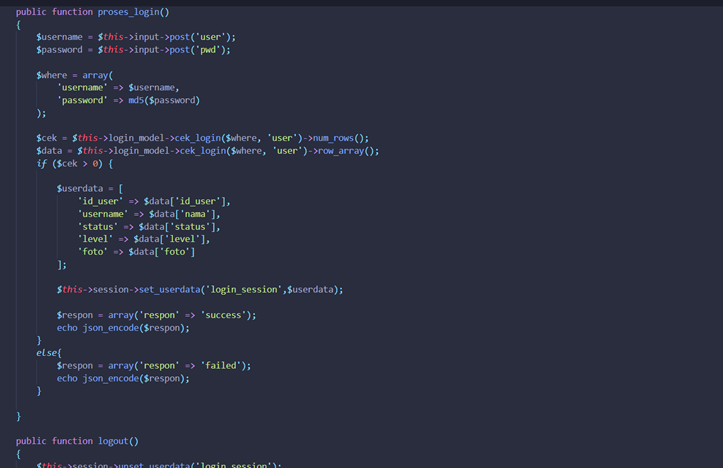 public function proses_login()
{
$username = $this->input->post('user');
$password = $this->input->post('pwd');
$where = array(
'username' => $username,
'password' => md5($password)
);
$cek = $this->login_model->cek_login($where, 'user')->num_rows();
$data = $this->login_model->cek_login($where, 'user')->row_array();
if ($cek > 0) {
$userdata = [
'id_user' => $data['id_user'],
'username' => $data['nama'],
'status' => $data['status'],
'level' => $data['level'],
'foto' => $data['foto']
];
$this->session->set_userdata('login_session',$userdata);
$respon = array('respon' => 'success');
echo json_encode($respon);
}
else{
$respon = array('respon' => 'failed');
echo json_encode($respon);
}
}
public function logout()
{
$this->session->unset_userdata('login_session');